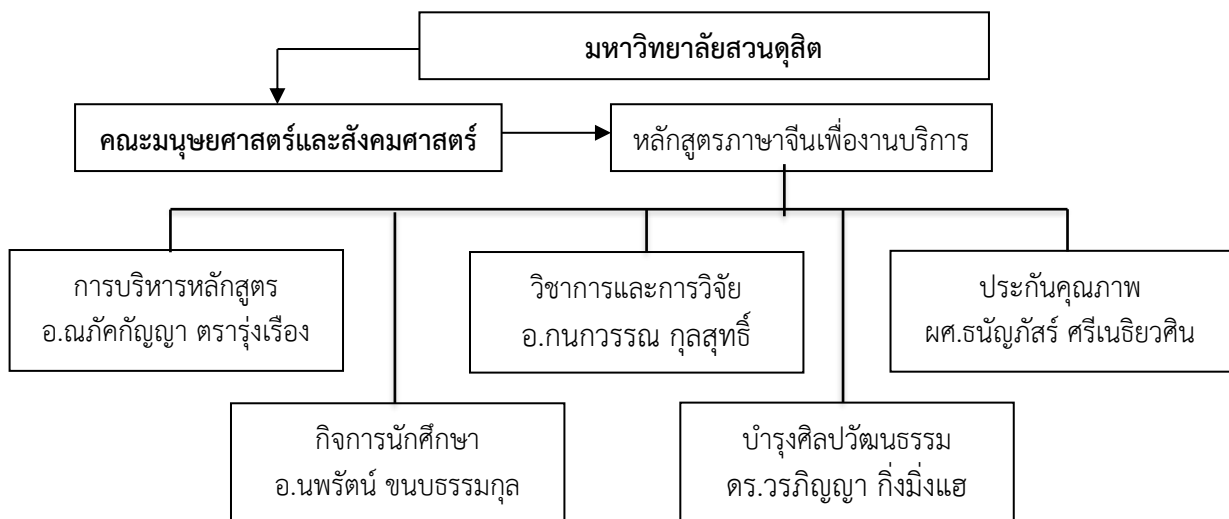 มหาวิทยาลัยสวนดุสิต
คณะมนุษยศาสตร์และสังคมศาสตร์
หลักสูตรภาษาจีนเพื่องานบริการ
การบริหารหลักสูตร
อ.ณภัคกัญญา ตรารุ่งเรือง
วิชาการและการวิจัย
อ.กนกวรรณ กุลสุทธิ์
ประกันคุณภาพ
ผศ.ธนัญภัสร์ ศรีเนธิยวศิน
กิจการนักศึกษา
อ.นพรัตน์ ขนบธรรมกุล
บำรุงศิลปวัฒนธรรม
ดร.วรภิญญา กิ่งมิ่งแฮ